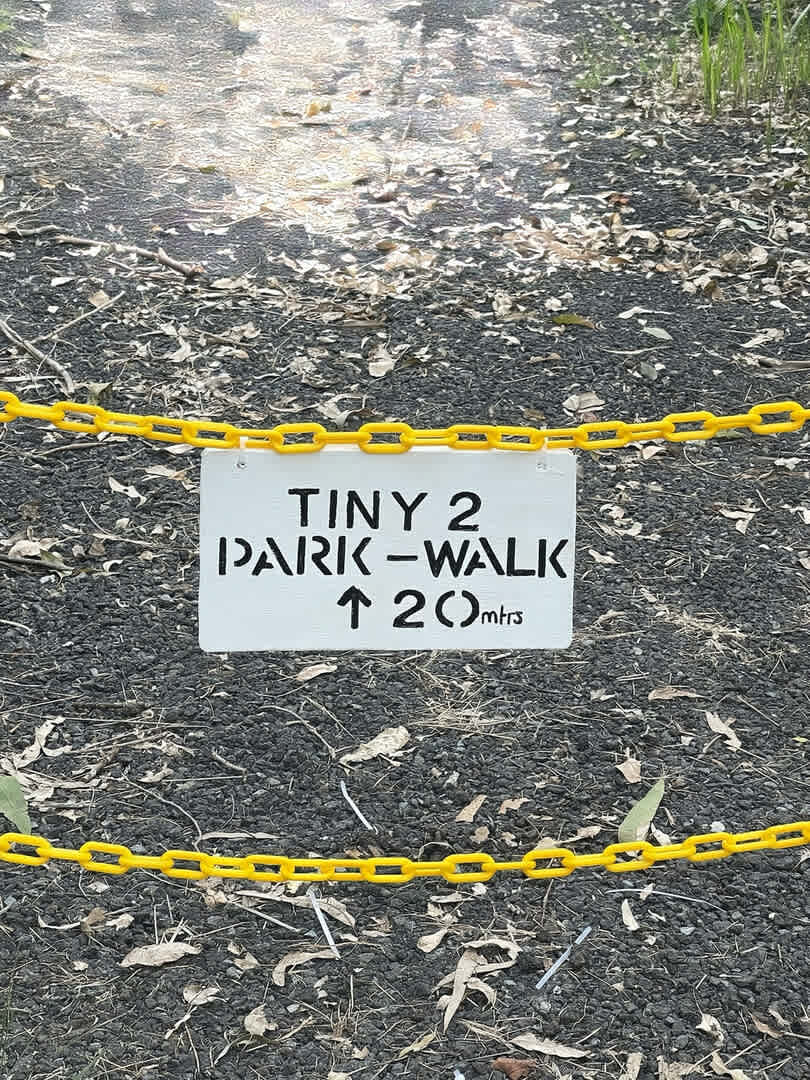 TINY 2
PARK-WALK
↑ 20mtrs